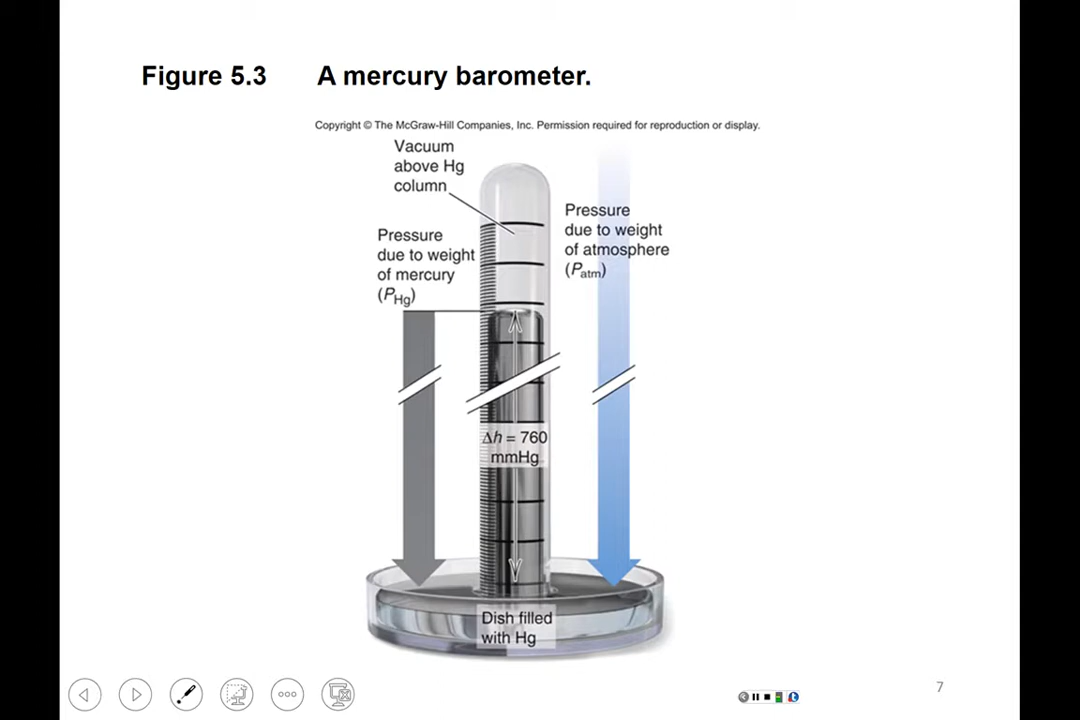 Figure 5.3 A mercury barometer.
Copyright © The McGraw-Hill Companies, Inc. Permission required for reproduction or display.
Vacuum
above Hg
column
Pressure
due to weight
of mercury
(PHg)
Pressure
due to weight
of atmosphere
(Patm)
Δh = 760
mmHg
Dish filled
with Hg
7